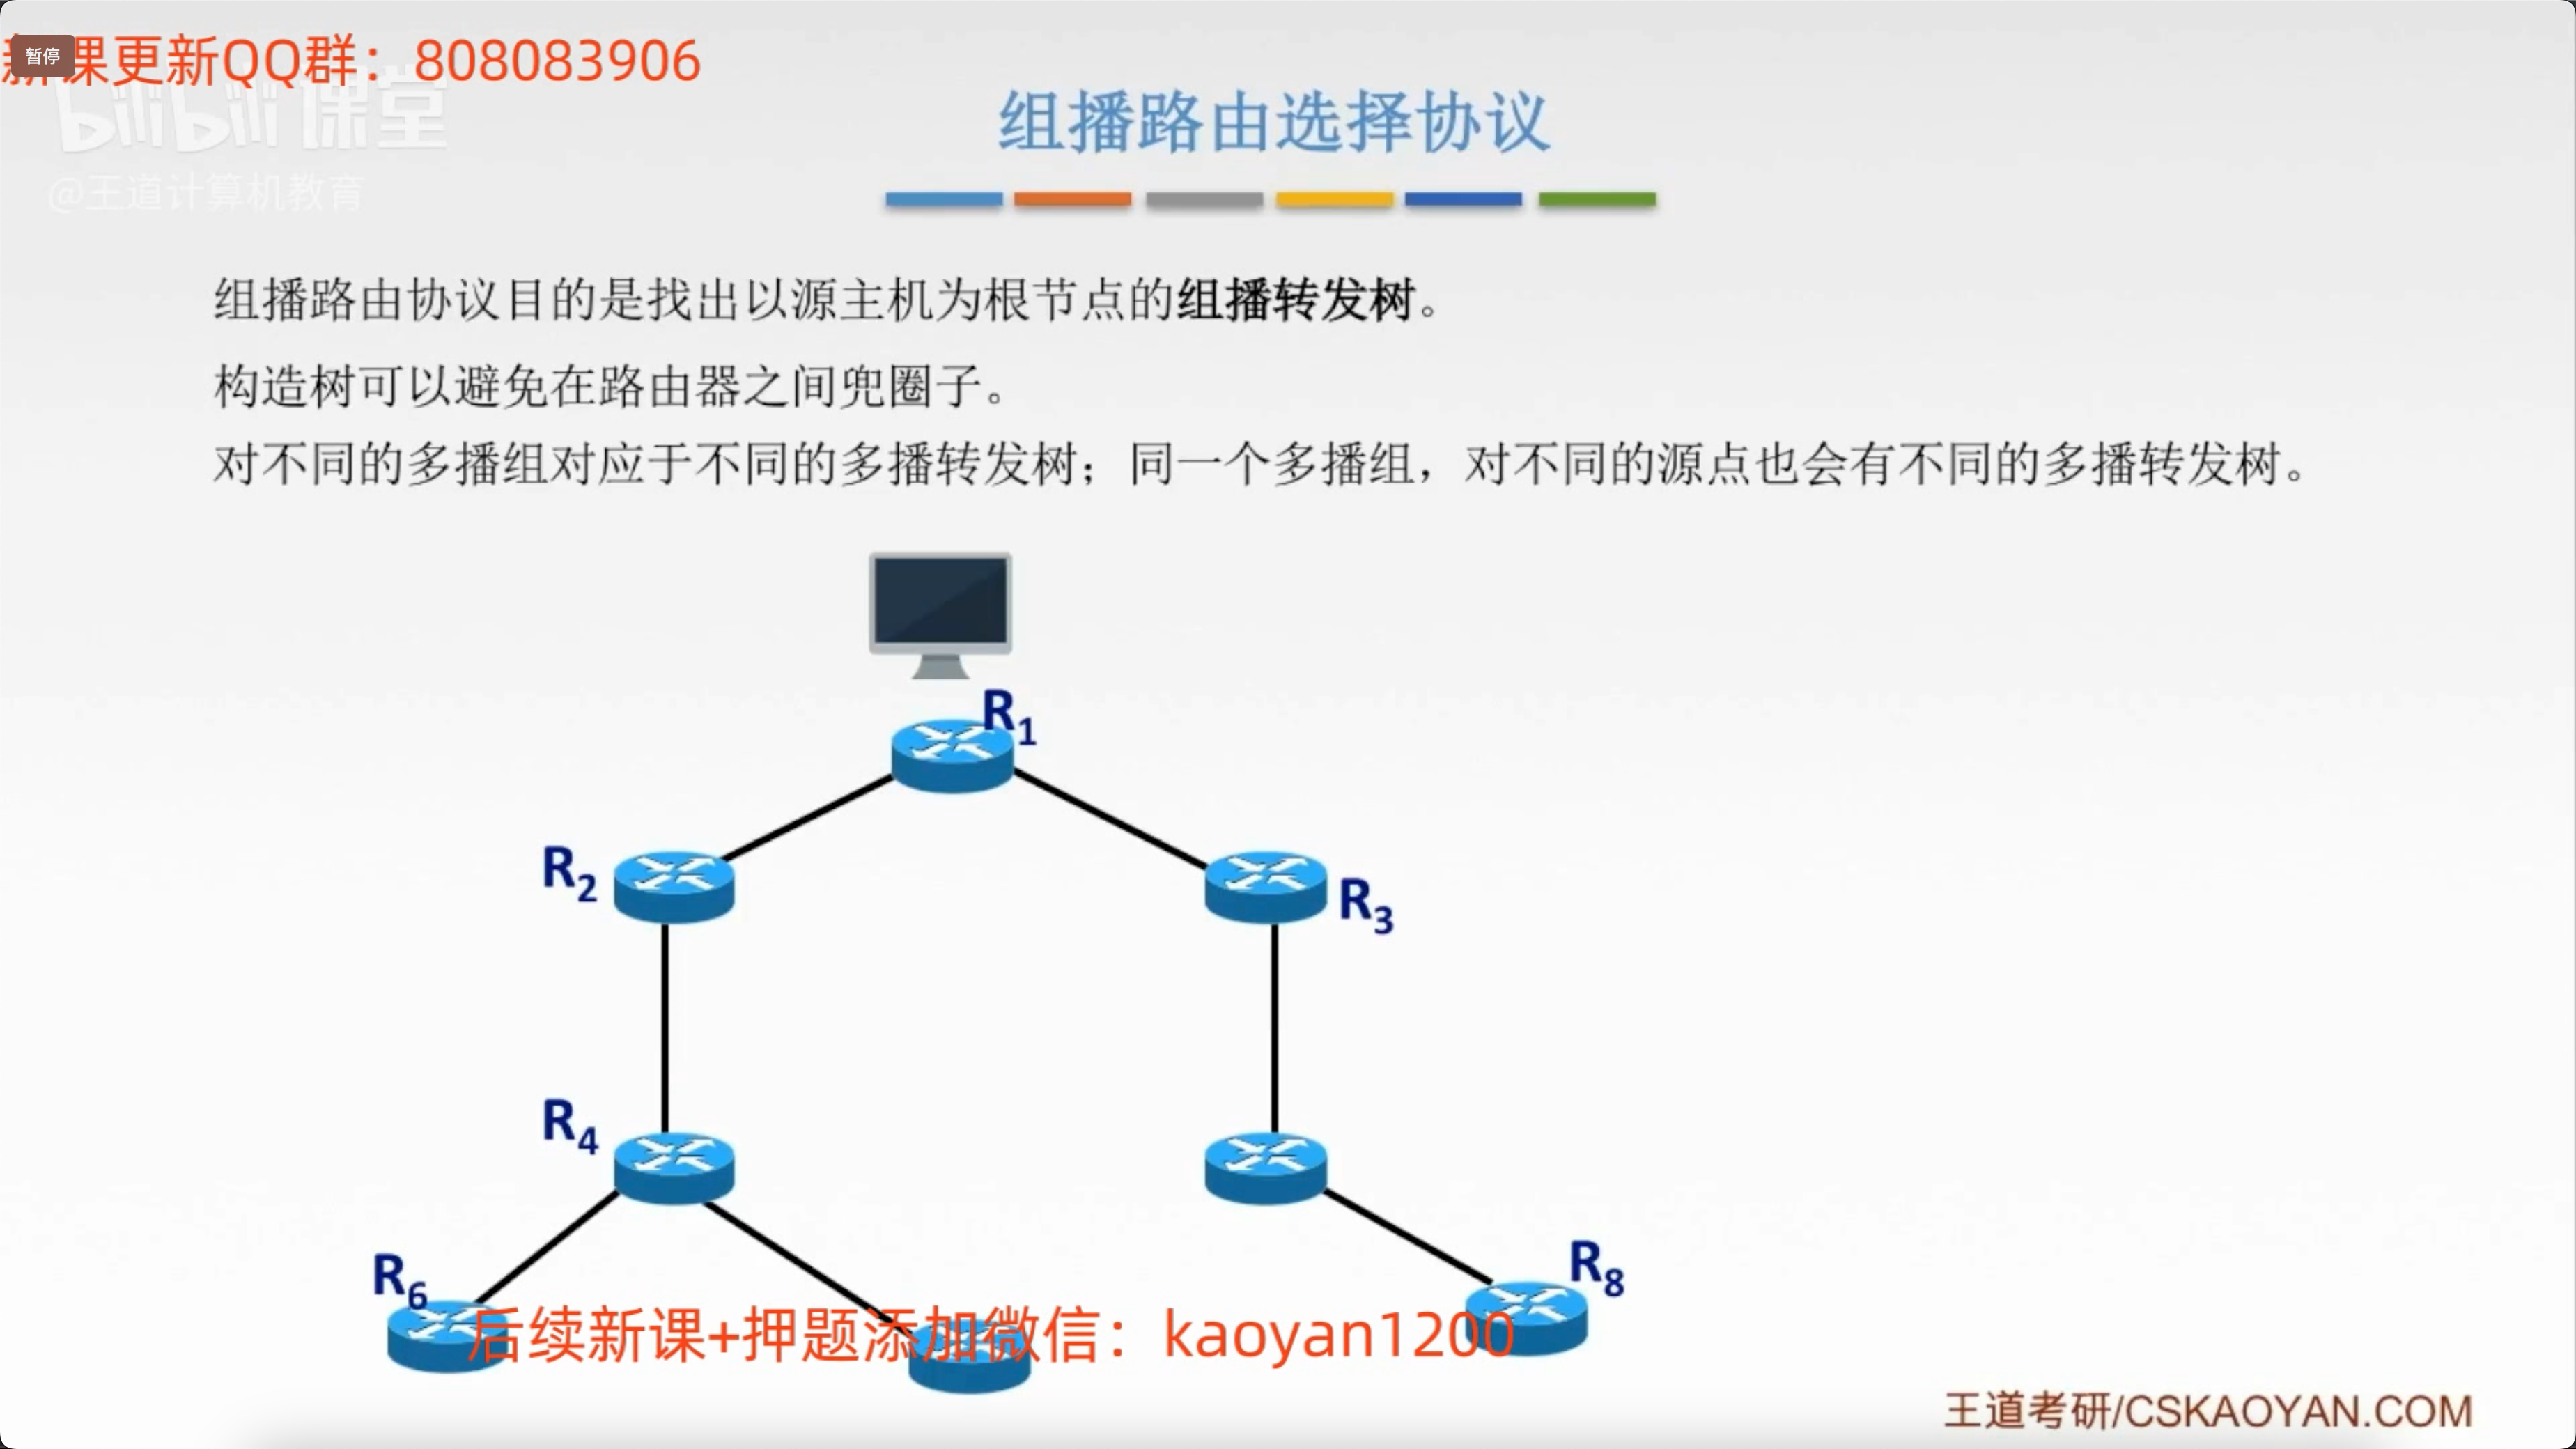 新课更新QQ群：808083906
暂停
bilibili课堂
@王道计算机教育
组播路由选择协议
组播路由协议目的是找出以源主机为根节点的组播转发树。
构造树可以避免在路由器之间兜圈子。
对不同的多播组对应于不同的多播转发树；同一个多播组，对不同的源点也会有不同的多播转发树。
R1
R2
R3
R4
R6
R8
后续新课+押题添加微信：kaoyan1200
王道考研/CSKAOYAN.COM